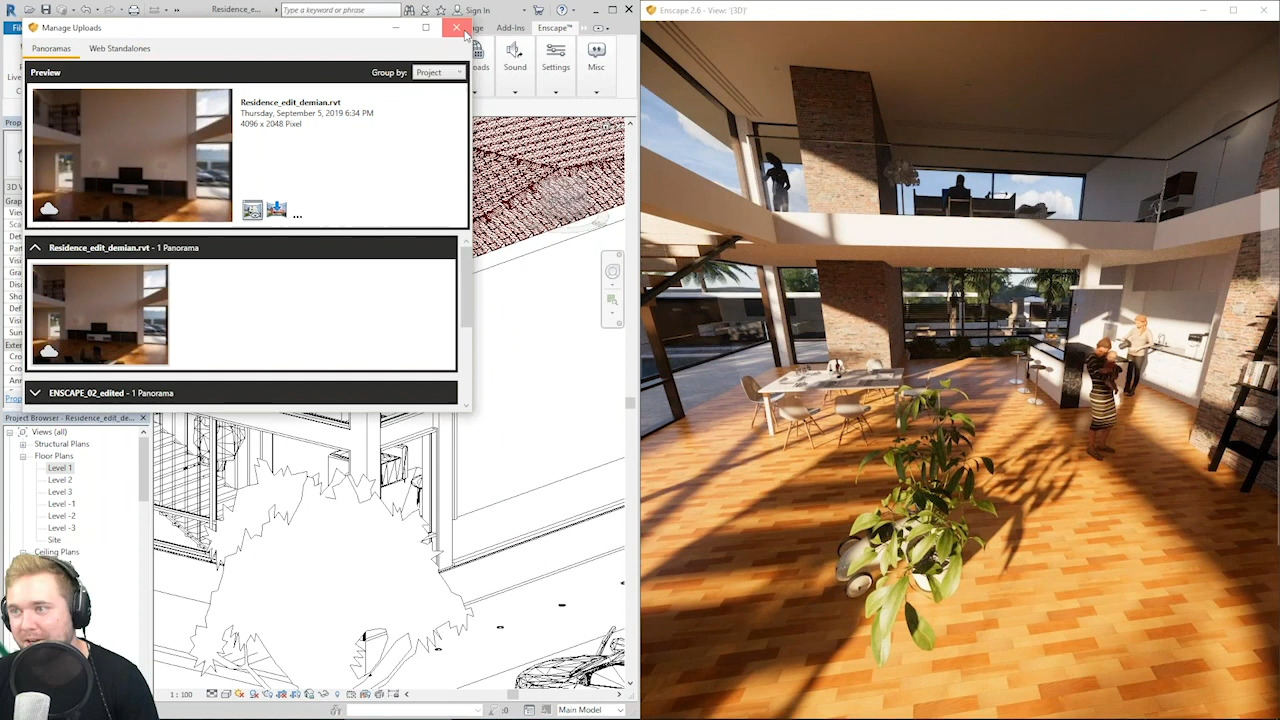 Residence_e...
Type a keyword or phrase
Sign In
Enscape 2.6 - View: '{3D}'
Manage Uploads
Add-Ins
Enscape™
Panoramas
Web Standalones
Sound
Settings
Misc
Preview
Group by:
Project
Residence_edit_demian.rvt
Thursday, September 5, 2019 6:34 PM
4096 x 2048 Pixel
...
Residence_edit_demian.rvt - 1 Panorama
ENSCAPE_02_edited - 1 Panorama
Project Browser - Residence_edit_de...
Views (all)
Structural Plans
Floor Plans
Level 1
Level 2
Level 3
Level -1
Level -2
Level -3
Site
Ceiling Plans
1 : 100
:0
Main Model